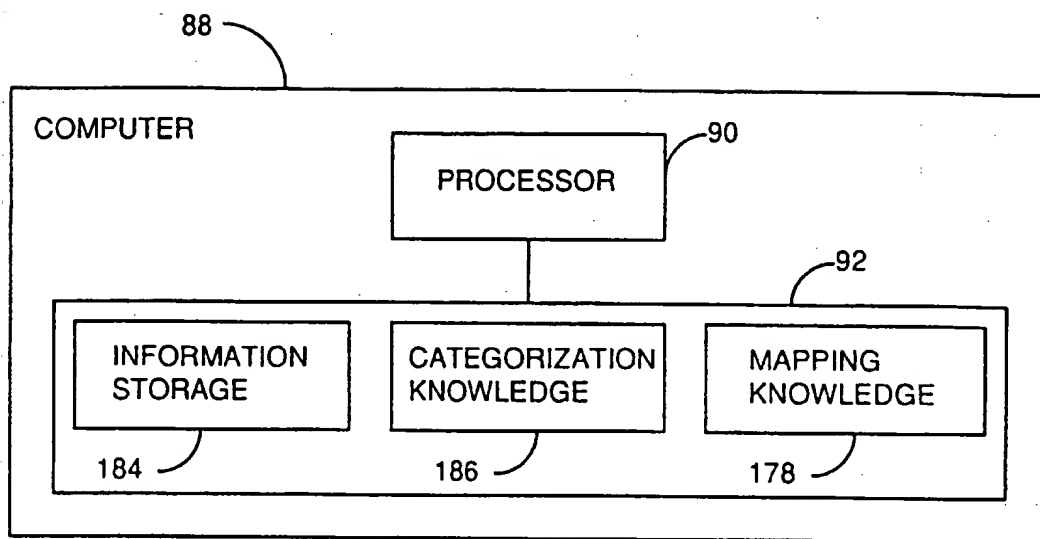 88
COMPUTER
90
PROCESSOR
92
INFORMATION
STORAGE
CATEGORIZATION
KNOWLEDGE
MAPPING
KNOWLEDGE
184
186
178